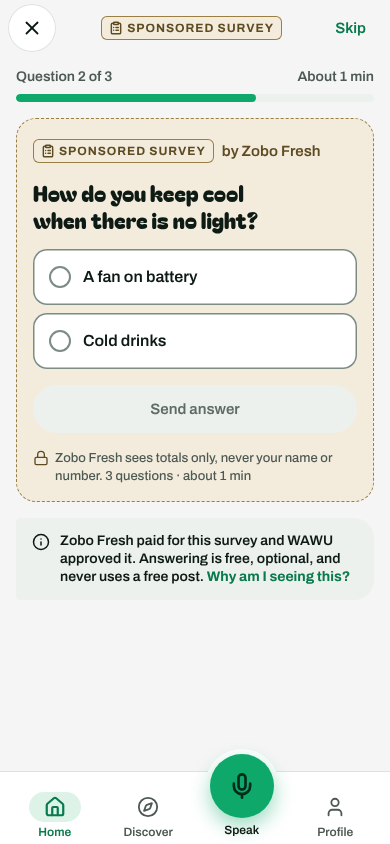 SPONSORED SURVEY
Skip
Question 2 of 3
About 1 min
SPONSORED SURVEY by Zobo Fresh
How do you keep cool
when there is no light?
A fan on battery
Cold drinks
Send answer
Zobo Fresh sees totals only, never your name or
number. 3 questions · about 1 min
Zobo Fresh paid for this survey and WAWU
approved it. Answering is free, optional, and
never uses a free post. Why am I seeing this?
Home
Discover
Speak
Profile